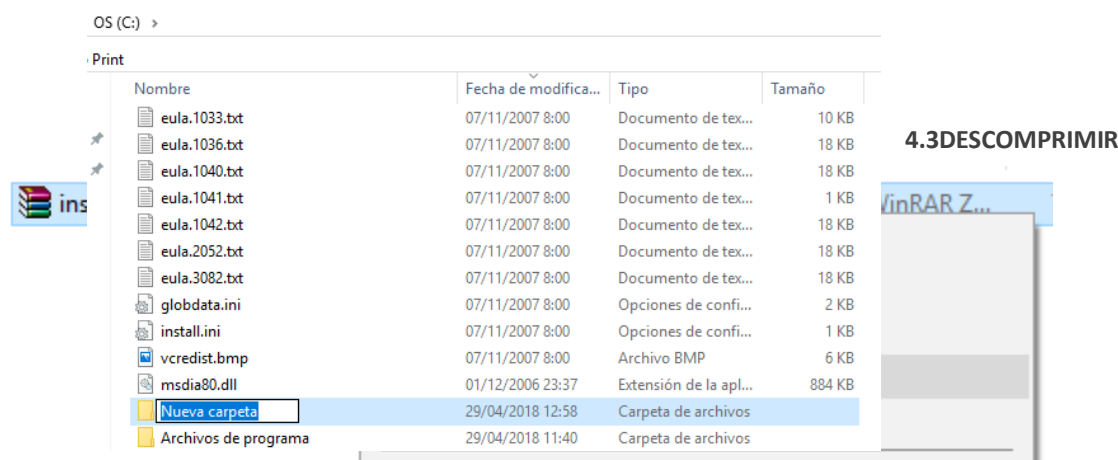 OS (C:) >
Print
Nombre Fecha de modifica... Tipo Tamaño
eula.1033.txt 07/11/2007 8:00 Documento de tex... 10 KB
eula.1036.txt 07/11/2007 8:00 Documento de tex... 18 KB
4.3DESCOMPRIMIR
eula.1040.txt 07/11/2007 8:00 Documento de tex... 18 KB
eula.1041.txt 07/11/2007 8:00 Documento de tex... 1 KB
ins
/inRAR Z...
eula.1042.txt 07/11/2007 8:00 Documento de tex... 18 KB
eula.2052.txt 07/11/2007 8:00 Documento de tex... 18 KB
eula.3082.txt 07/11/2007 8:00 Documento de tex... 18 KB
globdata.ini 07/11/2007 8:00 Opciones de confi... 2 KB
install.ini 07/11/2007 8:00 Opciones de confi... 1 KB
vcredist.bmp 07/11/2007 8:00 Archivo BMP 6 KB
msdia80.dll 01/12/2006 23:37 Extensión de la apl... 884 KB
Nueva carpeta 29/04/2018 12:58 Carpeta de archivos
Archivos de programa 29/04/2018 11:40 Carpeta de archivos